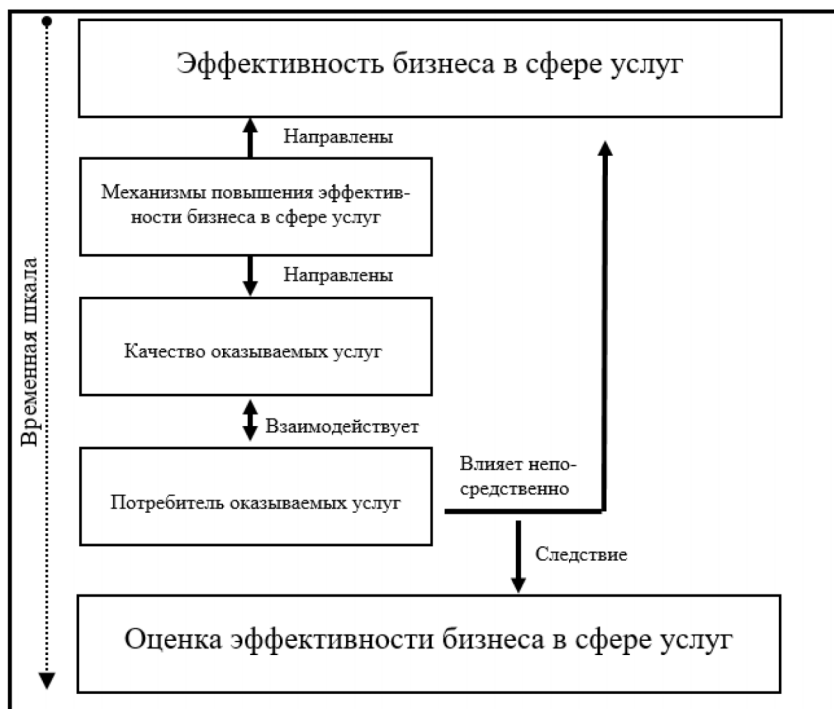 Эффективность бизнеса в сфере услуг
Направлены
Механизмы повышения эффектив-
ности бизнеса в сфере услуг
Направлены
Качество оказываемых услуг
Взаимодействует
Влияет непо-
средственно
Потребитель оказываемых услуг
Следствие
Оценка эффективности бизнеса в сфере услуг
Временная шкала